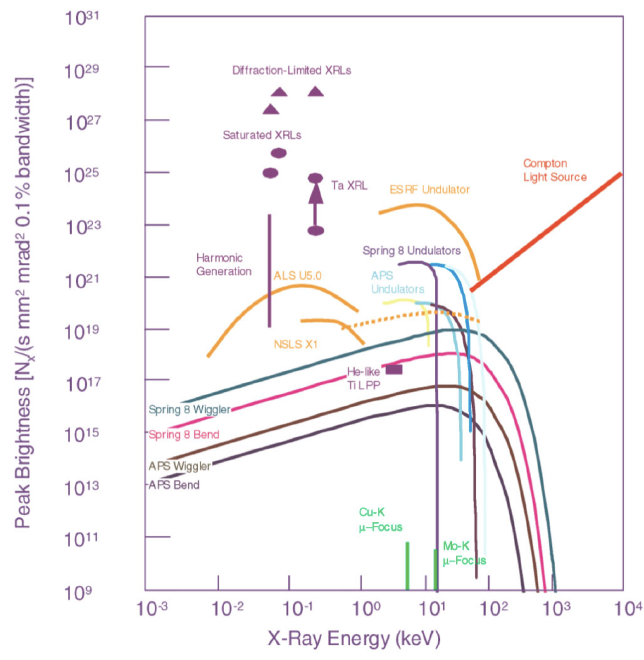 10³¹
10²⁹
10²⁷
10²⁵
10²³
10²¹
10¹⁹
10¹⁷
10¹⁵
10¹³
10¹¹
10⁹
Peak Brightness [Nₓ/(s mm² mrad² 0.1% bandwidth)]
Diffraction-Limited XRLs
Saturated XRLs
Ta XRL
ESRF Undulator
Compton
Light Source
Harmonic
Generation
Spring 8 Undulators
ALS U5.0
APS
Undulators
NSLS X1
He-like
Ti LPP
Spring 8 Wiggler
Spring 8 Bend
APS Wiggler
APS Bend
Cu-K
μ-Focus
Mo-K
μ-Focus
10⁻³ 10⁻² 10⁻¹ 10⁰ 10¹ 10² 10³ 10⁴
X-Ray Energy (keV)